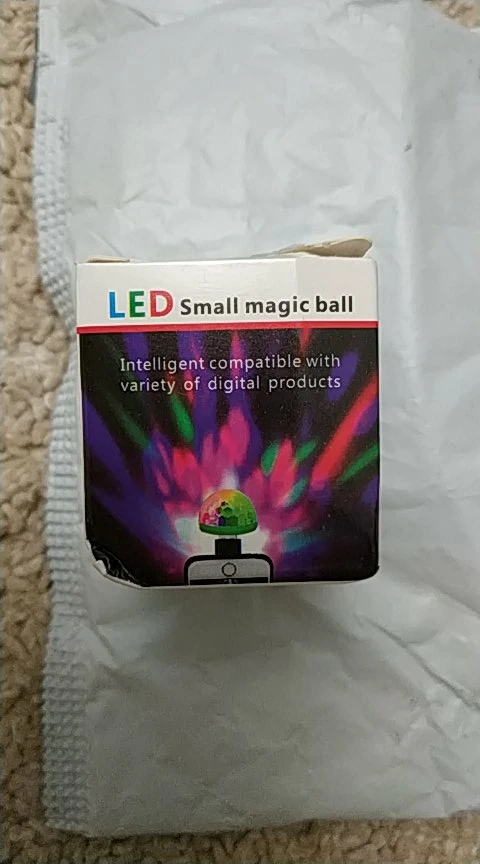 LED Small magic ball
Intelligent compatible with
variety of digital products